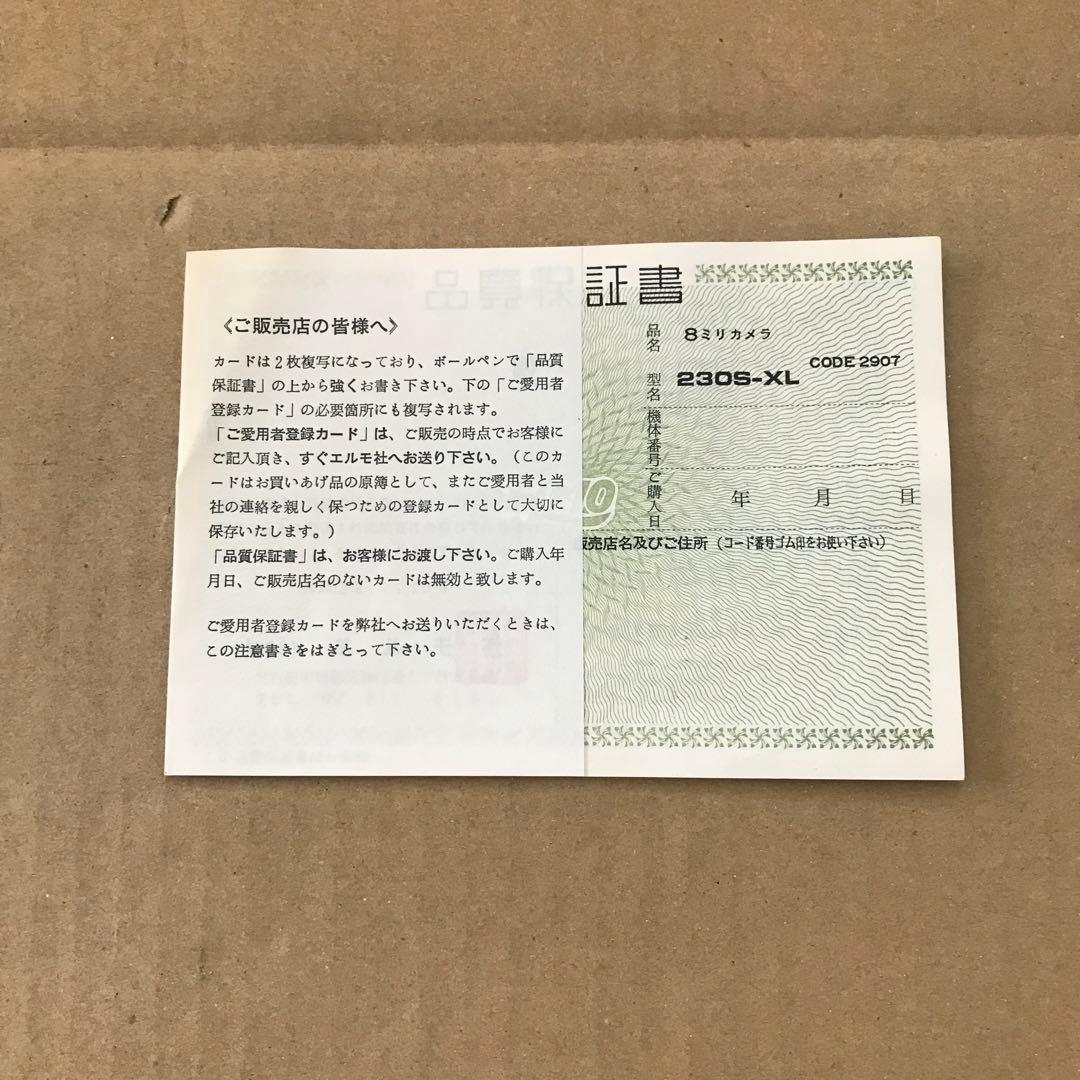 《ご販売店の皆様へ》
カードは2枚複写になっており、ボールペンで「品質
保証書」の上から強くお書き下さい。下の「ご愛用者
登録カード」の必要箇所にも複写されます。
「ご愛用者登録カード」は、ご販売の時点でお客様に
ご記入頂き、すぐエルモ社へお送り下さい。（このカ
ードはお買いあげ品の原簿として、またご愛用者と当
社の連絡を親しく保つための登録カードとして大切に
保存いたします。）
「品質保証書」は、お客様にお渡し下さい。ご購入年
月日、ご販売店名のないカードは無効と致します。
ご愛用者登録カードを弊社へお送りいただくときは、
この注意書きをはぎとって下さい。
証書
品名 8ミリカメラ
CODE 2907
型名 230S-XL
機体番号
ご購入日 年 月 日
販売店名及びご住所（コード番号ゴム印をお使い下さい）